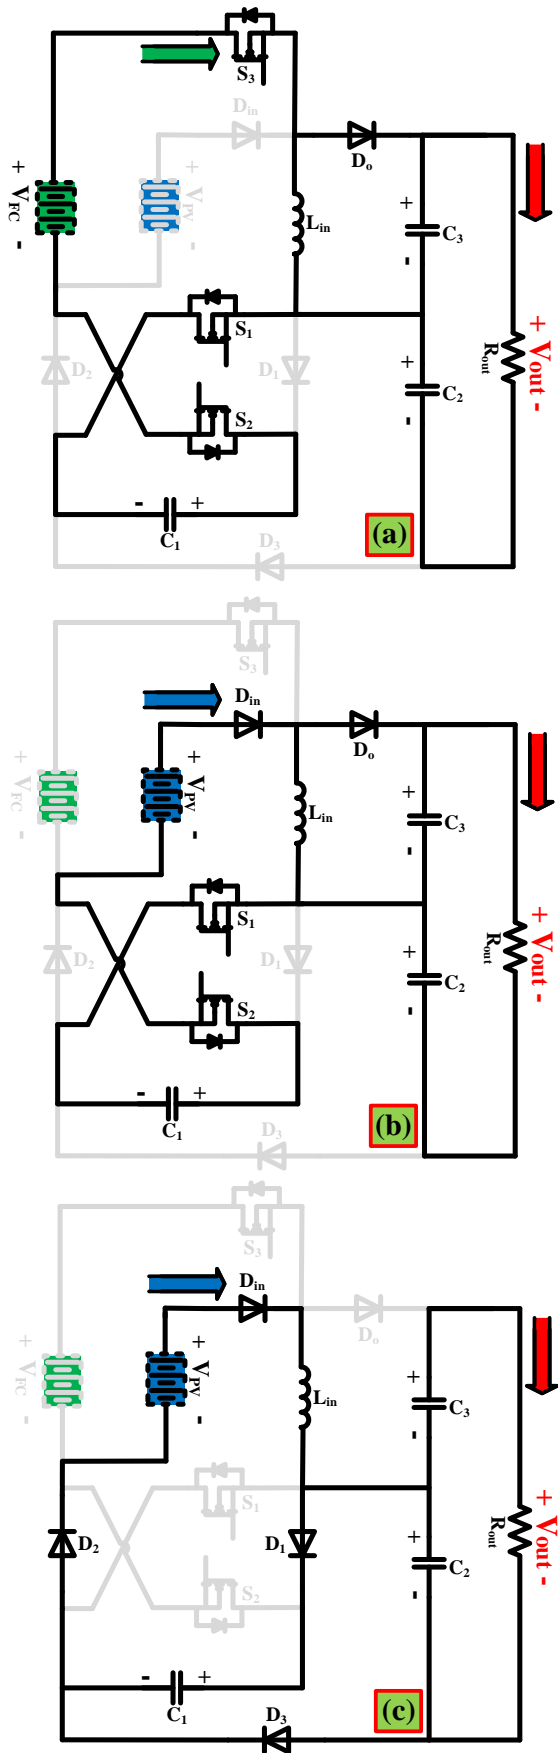 S3
Din
Do
+ VFC -
+ VPV -
Lin
+
C3
-
Rout
+ Vout -
S1
D2
D1
+
C2
-
S2
- +
C1
(a)
D3
S3
Din
Do
+ VFC -
+ VPV -
Lin
+
C3
-
Rout
+ Vout -
S1
D2
D1
+
C2
-
S2
- +
C1
(b)
D3
S3
Din
Do
+ VFC -
+ VPV -
Lin
+
C3
-
Rout
+ Vout -
S1
D2
D1
+
C2
-
S2
- +
C1
D3
(c)